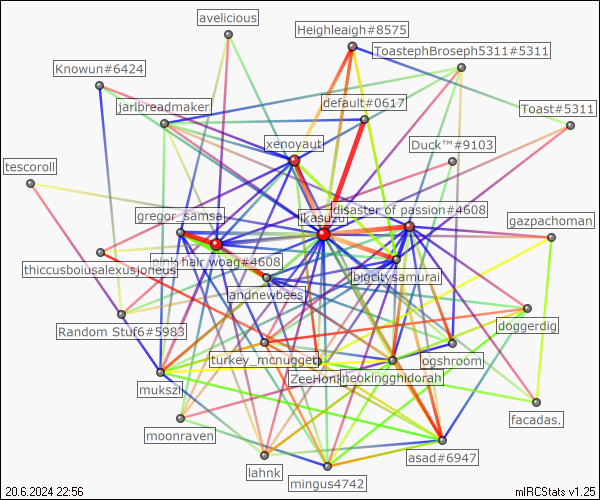 avelicious
Heighleaigh#8575
ToastephBroseph5311#5311
Knowun#6424
jarlbreadmaker
default#0617
Toast#5311
xenoyaut
Duck™#9103
tescoroll
gregor_samsa.
ikasuzu
disaster of passion#4608
gazpachoman
pink hair woag#4608
thiccusboiusalexusjoneus
bigcitysamurai
andnewbees
Random Stuf6#5983
doggerdig
turkey_mcnugget
ogshroom
mukszi
neokingghidorah
facadas.
moonraven
asad#6947
lahnk
mingus4742
20.6.2024 22:56
mIRCStats v1.25